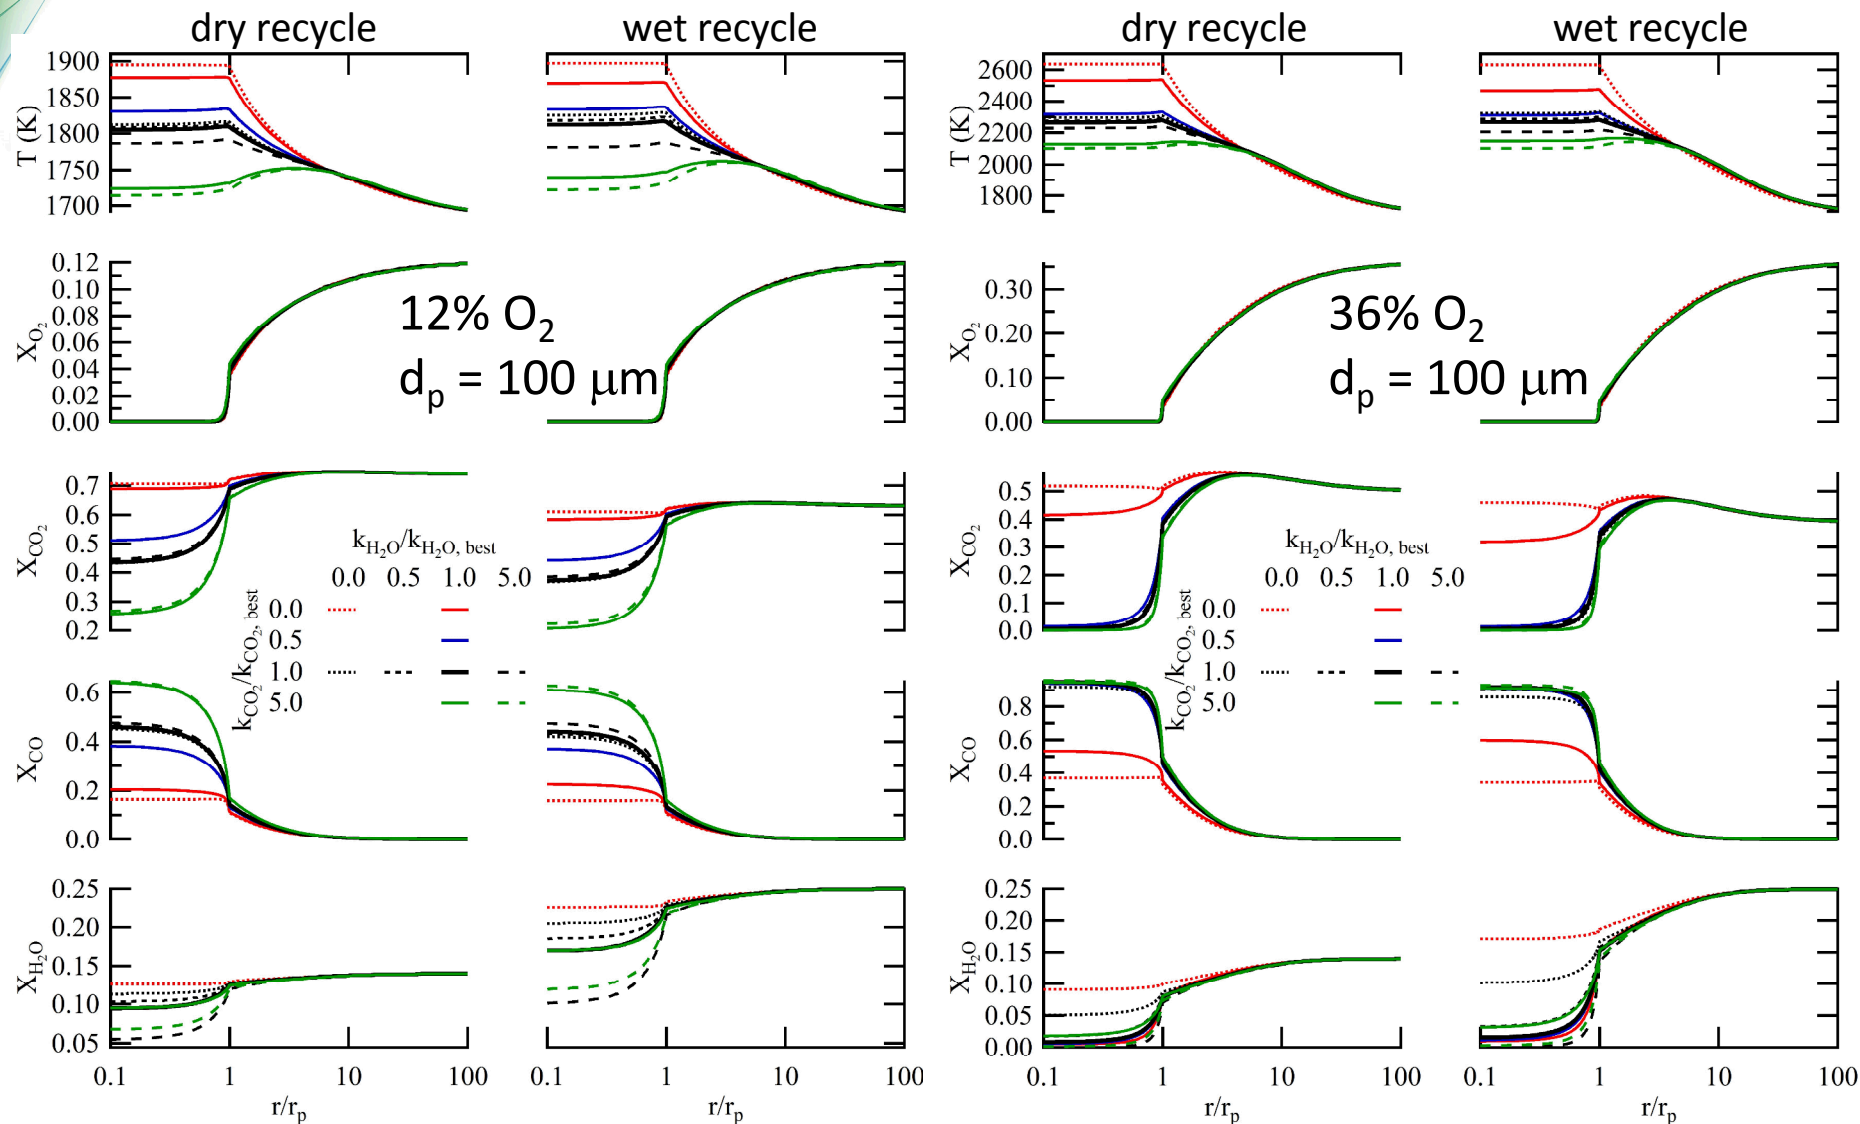 dry recycle
wet recycle
dry recycle
wet recycle
T (K)
1900
1850
1800
1750
1700
T (K)
2600
2400
2200
2000
1800
X_O₂
0.12
0.10
0.08
0.06
0.04
0.02
0.00
12% O₂
d_p = 100 μm
X_O₂
0.30
0.20
0.10
0.00
36% O₂
d_p = 100 μm
X_CO₂
0.7
0.6
0.5
0.4
0.3
0.2
k_H₂O/k_H₂O, best
0.0 0.5 1.0 5.0
k_CO₂/k_CO₂, best
0.0
0.5
1.0
5.0
X_CO₂
0.5
0.4
0.3
0.2
0.1
0.0
k_H₂O/k_H₂O, best
0.0 0.5 1.0 5.0
k_CO₂/k_CO₂, best
0.0
0.5
1.0
5.0
X_CO
0.6
0.4
0.2
0.0
X_CO
0.8
0.6
0.4
0.2
0.0
X_H₂O
0.25
0.20
0.15
0.10
0.05
X_H₂O
0.25
0.20
0.15
0.10
0.05
0.00
0.1 1 10 100
0.1 1 10 100
0.1 1 10 100
0.1 1 10 100
r/r_p
r/r_p
r/r_p
r/r_p